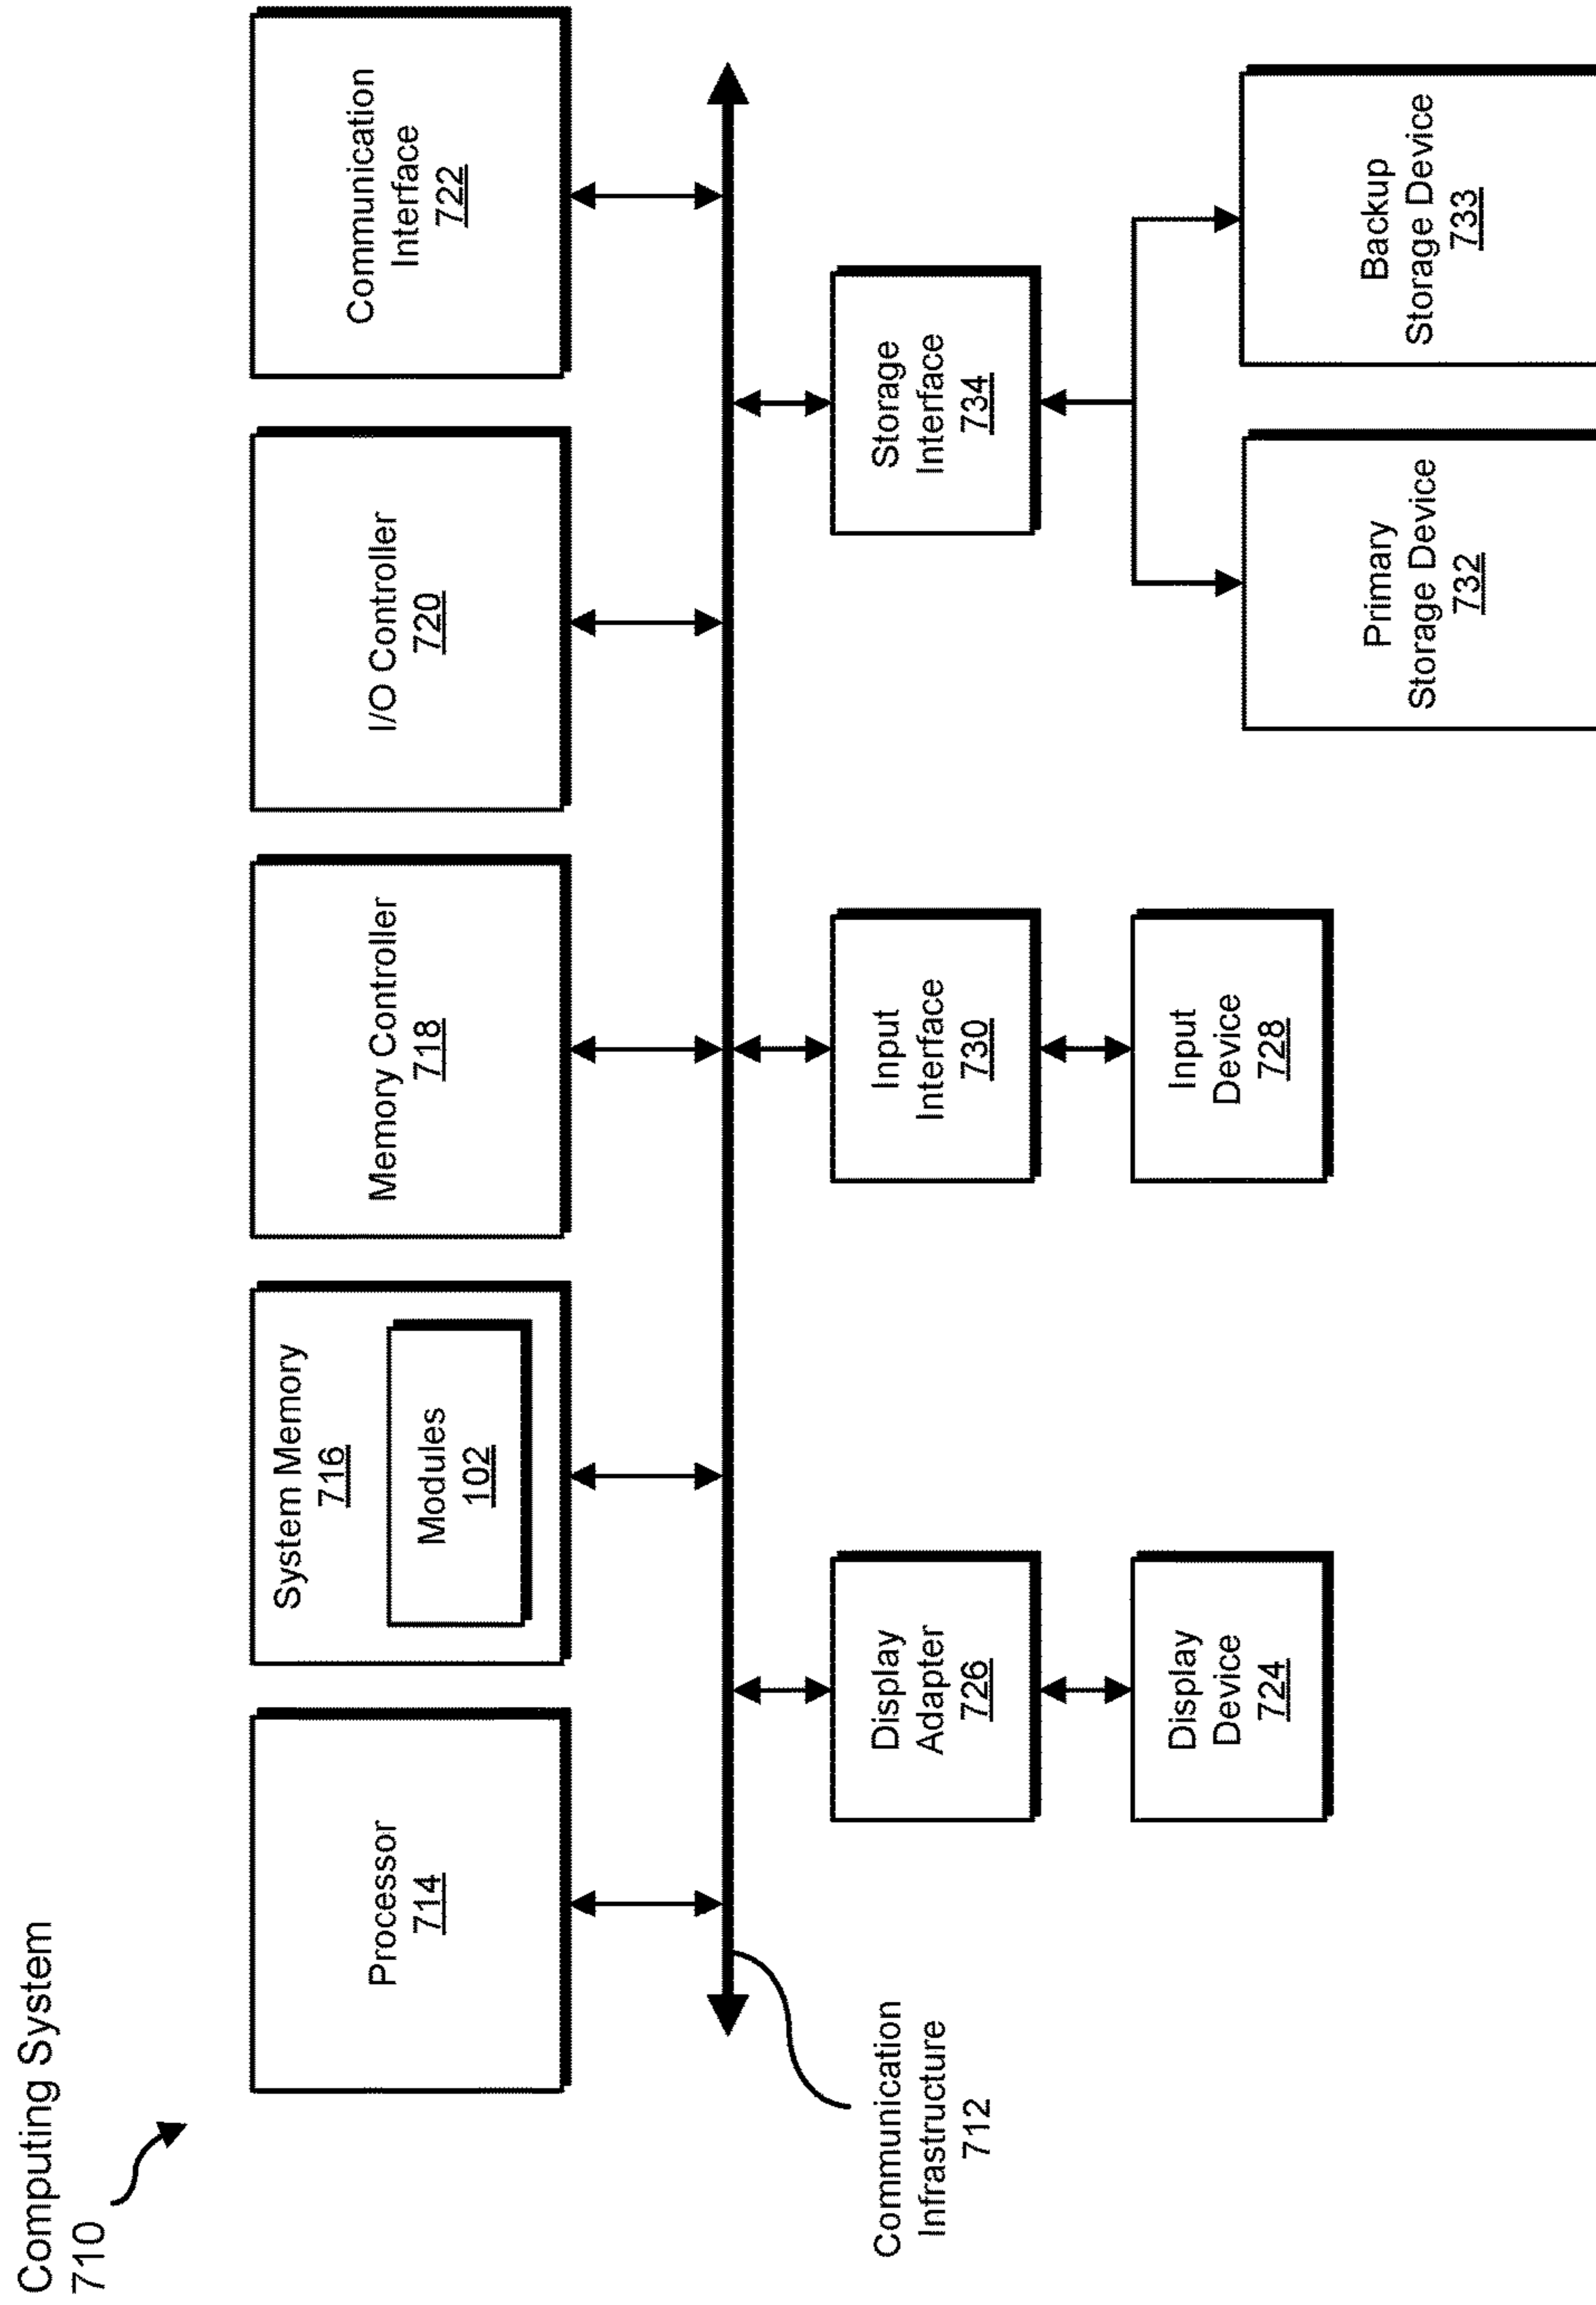 Computing System
710
Processor
714
System Memory
716
Modules
102
Memory Controller
718
I/O Controller
720
Communication
Interface
722
Communication
Infrastructure
712
Display
Adapter
726
Input
Interface
730
Storage
Interface
734
Display
Device
724
Input
Device
728
Primary
Storage Device
732
Backup
Storage Device
733